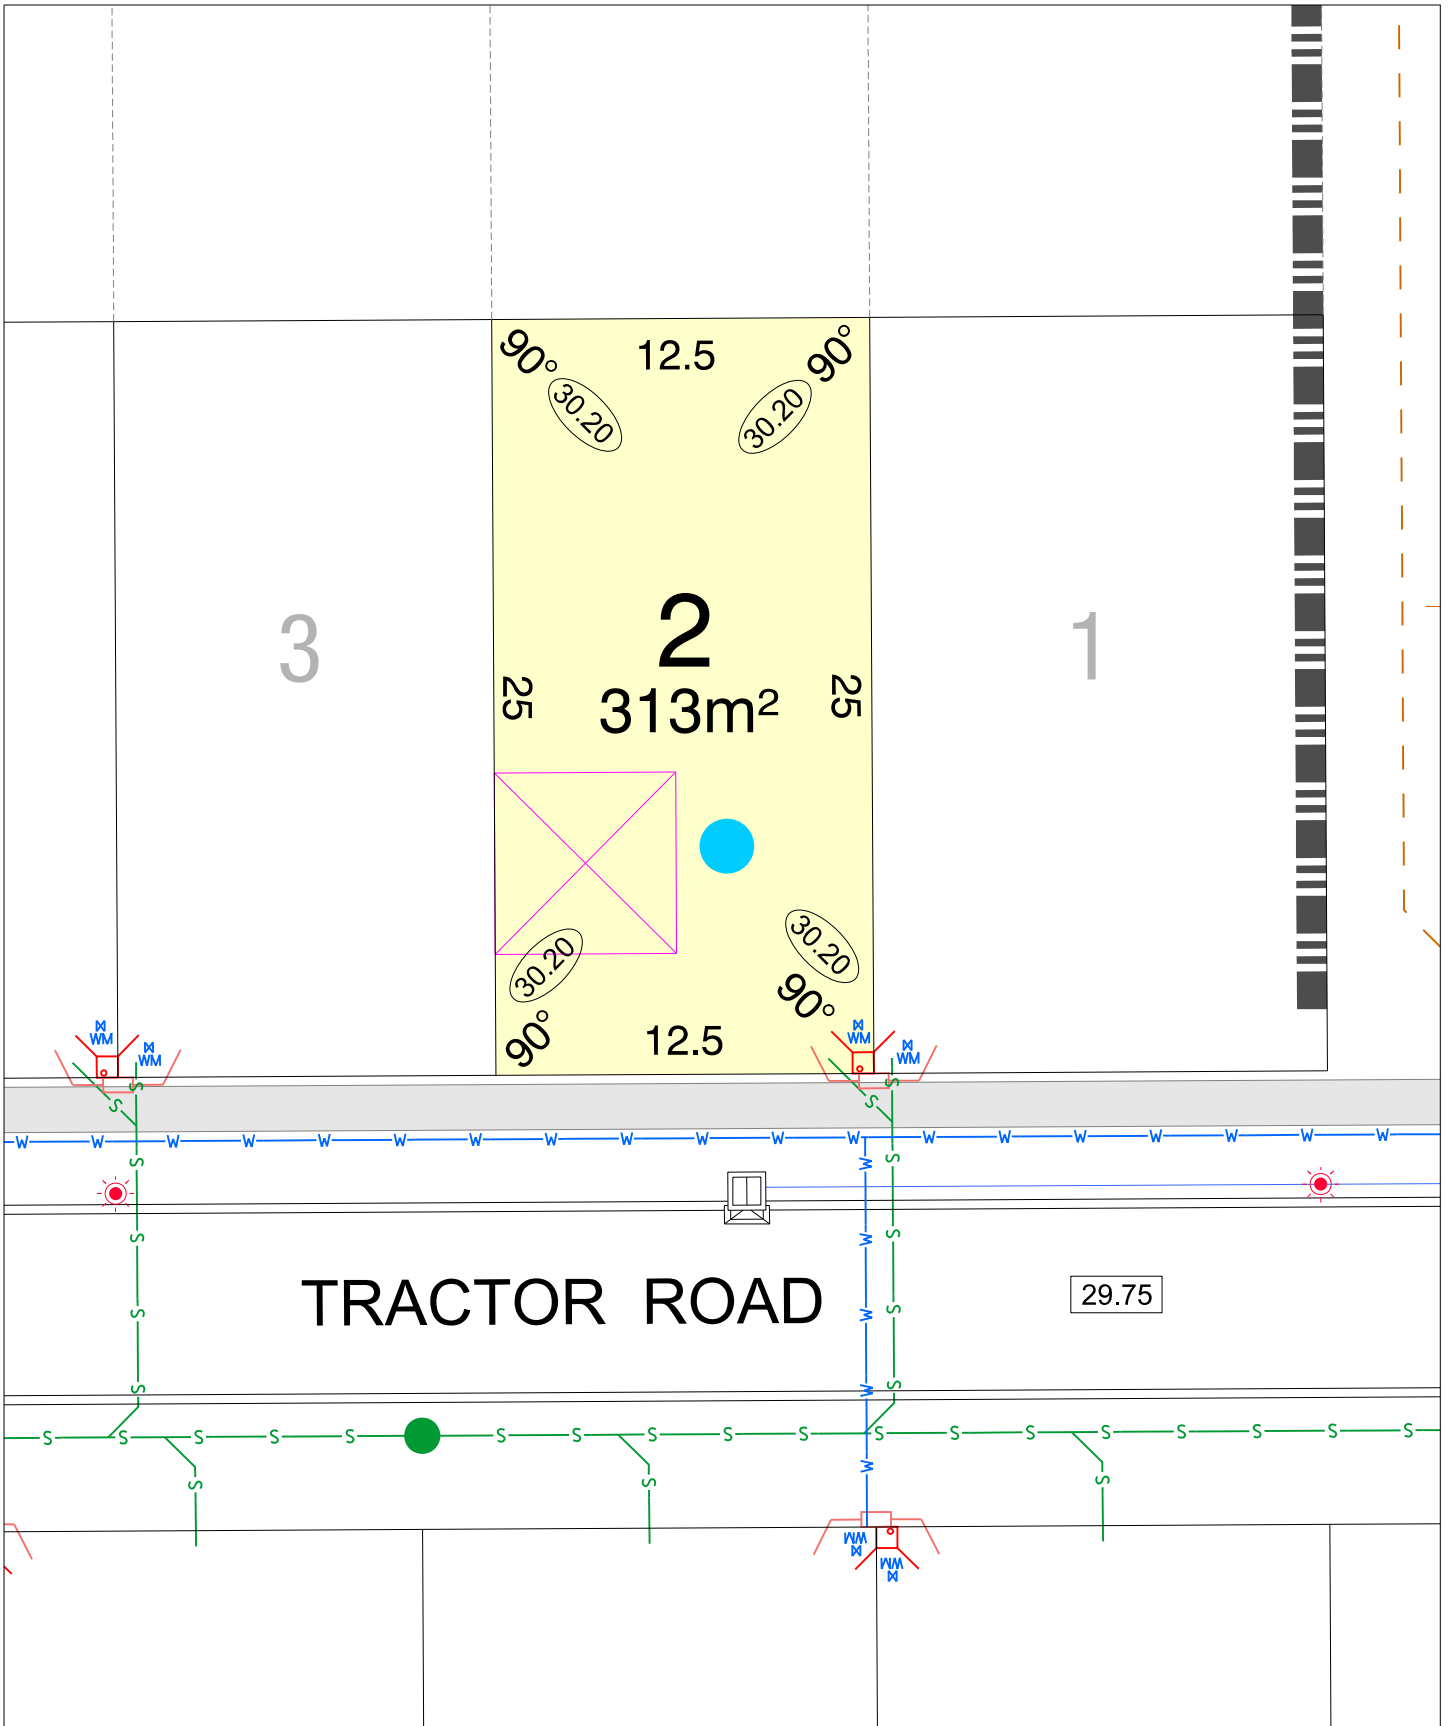 90° 12.5 90°
30.20 30.20
3 2 1
25 313m² 25
30.20 30.20
90° 12.5 90°
WM WM WM WM
S S S S
W W W W W W W W W W W W W W W W W W W
S W S
S W S
TRACTOR ROAD 29.75
S W S
S W S
S S S S S S S S S S S S S S S S S S
S S W S
WM WM